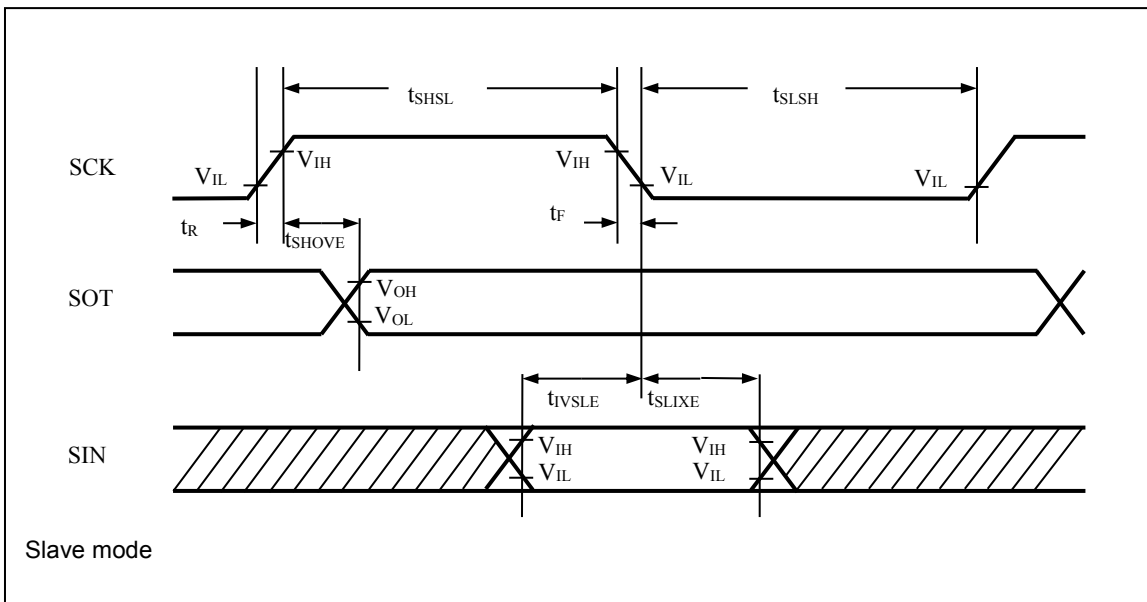 tSHSL
tSLSH
SCK
VIH
VIH
VIL
VIL
VIL
tR
tSHOVE
tF
SOT
VOH
VOL
tIVSLE
tSLIXE
SIN
VIH
VIH
VIL
VIL
Slave mode